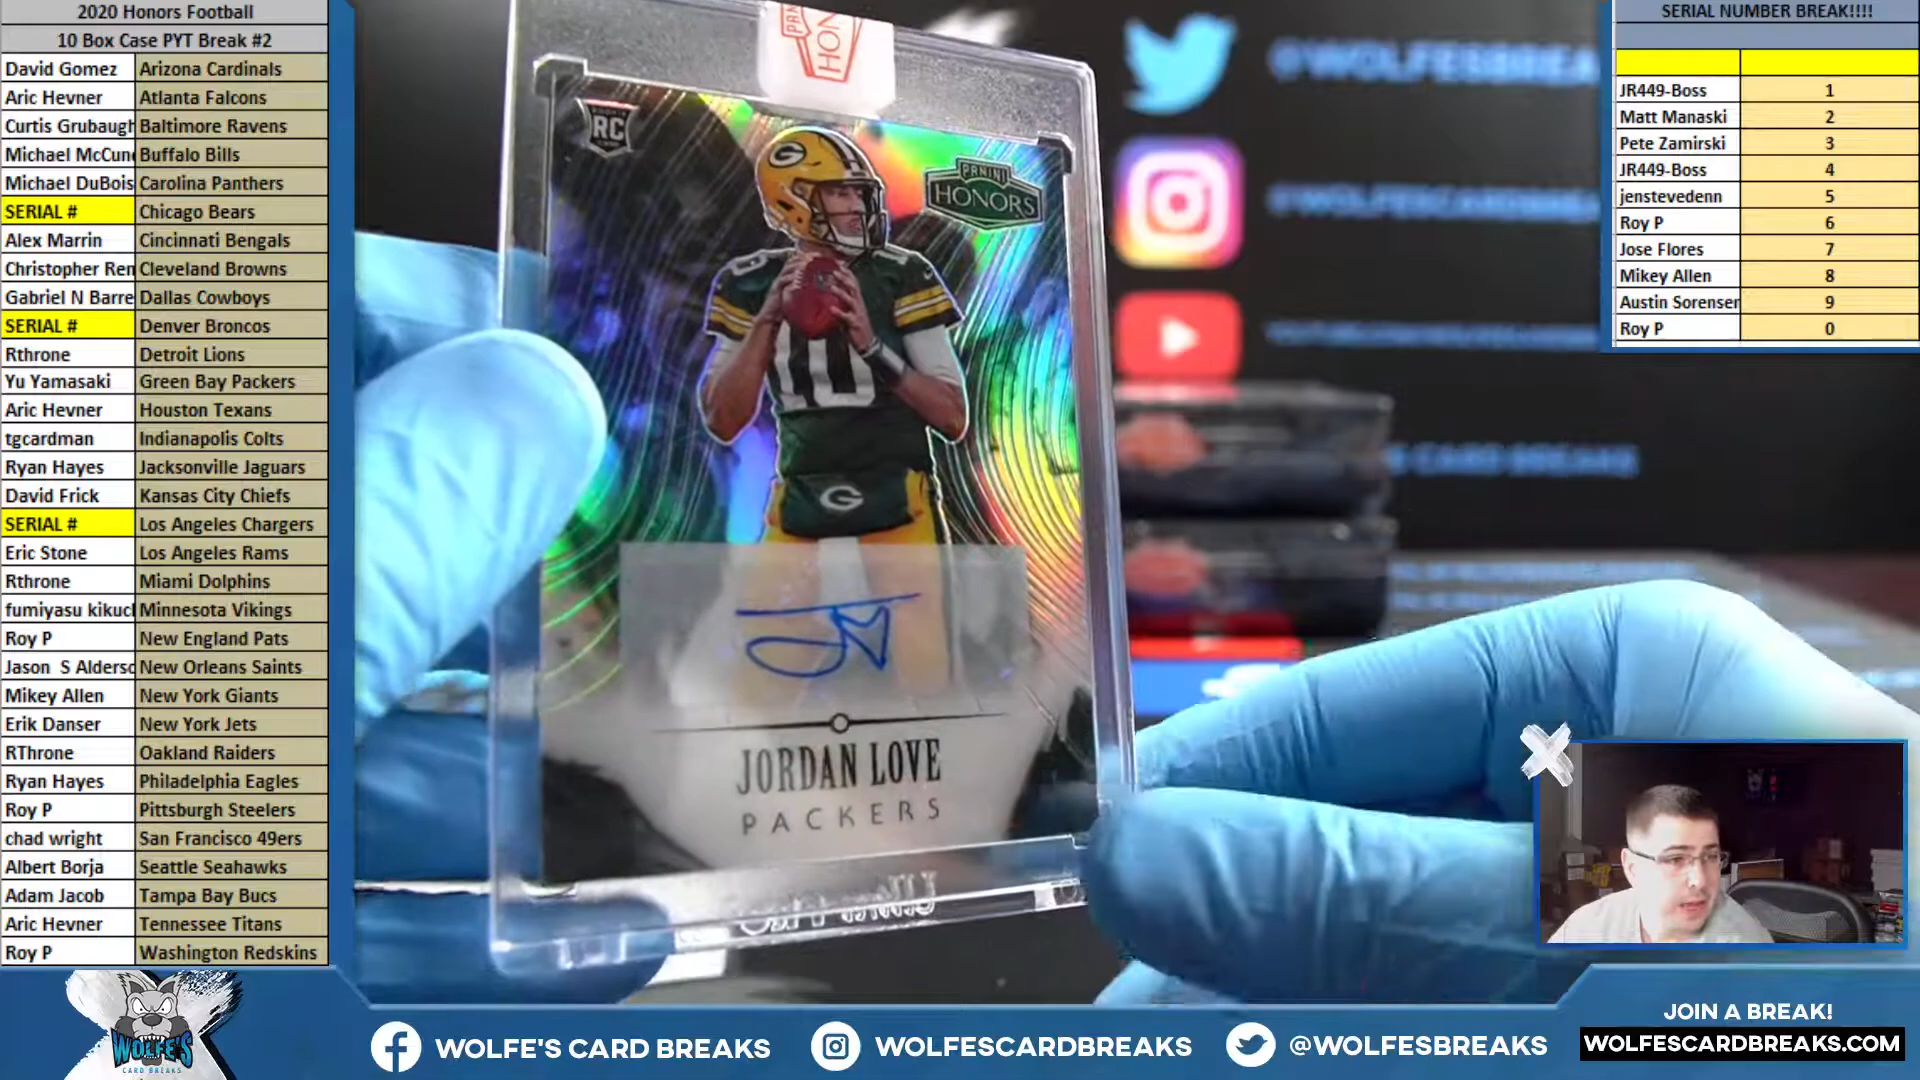 2020 Honors Football
10 Box Case PYT Break #2
David Gomez Arizona Cardinals
Aric Hevner Atlanta Falcons
Curtis Grubaugh Baltimore Ravens
Michael McCun Buffalo Bills
Michael DuBois Carolina Panthers
SERIAL # Chicago Bears
Alex Marrin Cincinnati Bengals
Christopher Ren Cleveland Browns
Gabriel N Barre Dallas Cowboys
SERIAL # Denver Broncos
Rthrone Detroit Lions
Yu Yamasaki Green Bay Packers
Aric Hevner Houston Texans
tgcardman Indianapolis Colts
Ryan Hayes Jacksonville Jaguars
David Frick Kansas City Chiefs
SERIAL # Los Angeles Chargers
Eric Stone Los Angeles Rams
Rthrone Miami Dolphins
fumiyasu kikucl Minnesota Vikings
Roy P New England Pats
Jason S Alderso New Orleans Saints
Mikey Allen New York Giants
Erik Danser New York Jets
RThrone Oakland Raiders
Ryan Hayes Philadelphia Eagles
Roy P Pittsburgh Steelers
chad wright San Francisco 49ers
Albert Borja Seattle Seahawks
Adam Jacob Tampa Bay Bucs
Aric Hevner Tennessee Titans
Roy P Washington Redskins
SERIAL NUMBER BREAK!!!!
JR449-Boss 1
Matt Manaski 2
Pete Zamirski 3
JR449-Boss 4
jenstevedenn 5
Roy P 6
Jose Flores 7
Mikey Allen 8
Austin Sorenser 9
Roy P 0
@WOLFESBREA
RC
PANINI
HONORS
G
10
G
JORDAN LOVE
PACKERS
WOLFE'S
CARD BREAKS
WOLFE'S CARD BREAKS
WOLFESCARDBREAKS
@WOLFESBREAKS
JOIN A BREAK!
WOLFESCARDBREAKS.COM